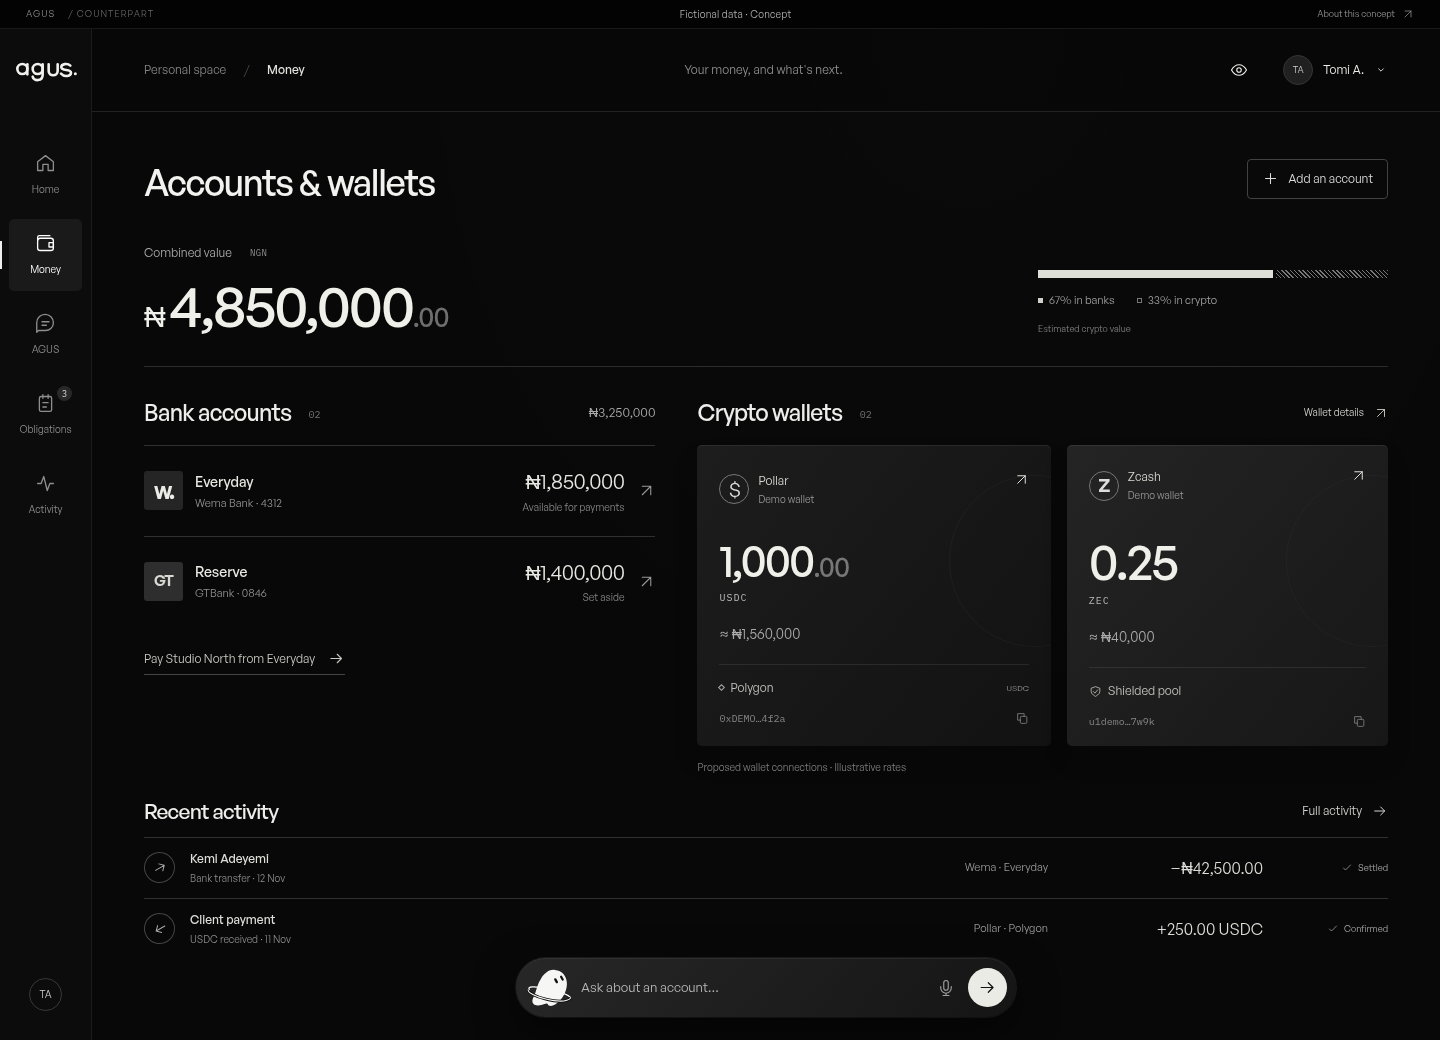 AGUS / COUNTERPART
Fictional data · Concept
About this concept
agus.
Personal space / Money
Your money, and what's next.
TA
Tomi A.
Home
Money
AGUS
3
Obligations
Activity
TA
Accounts & wallets
Add an account
Combined value NGN
₦4,850,000.00
67% in banks
33% in crypto
Estimated crypto value
Bank accounts 02
₦3,250,000
W.
Everyday
Wema Bank · 4312
₦1,850,000
Available for payments
GT
Reserve
GTBank · 0846
₦1,400,000
Set aside
Pay Studio North from Everyday
Crypto wallets 02
Wallet details
$
Pollar
Demo wallet
1,000.00
USDC
≈ ₦1,560,000
Polygon
USDC
0xDEMO…4f2a
Z
Zcash
Demo wallet
0.25
ZEC
≈ ₦40,000
Shielded pool
u1demo…7w9k
Proposed wallet connections · Illustrative rates
Recent activity
Full activity
Kemi Adeyemi
Bank transfer · 12 Nov
Wema · Everyday
−₦42,500.00
Settled
Client payment
USDC received · 11 Nov
Pollar · Polygon
+250.00 USDC
Confirmed
Ask about an account…